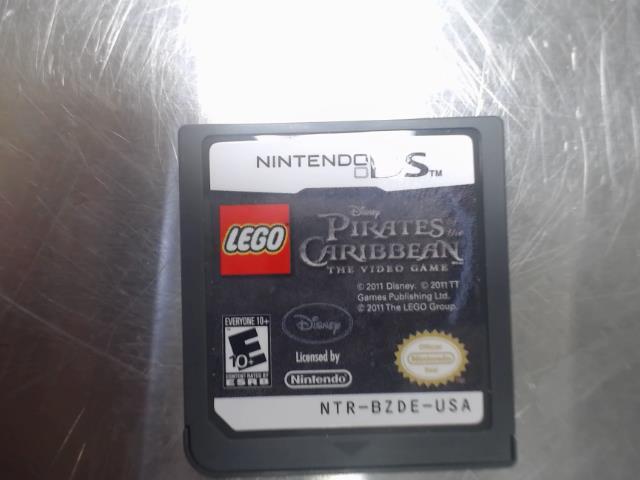 NINTENDO DS™
LEGO
Disney
PIRATES of the
CARIBBEAN
THE VIDEO GAME
© 2011 Disney. © 2011 TT
Games Publishing Ltd.
© 2011 The LEGO Group.
EVERYONE 10+
E
10+
CONTENT RATED BY
ESRB
Disney
Licensed by
Nintendo
Official
Nintendo
Seal
NTR-BZDE-USA